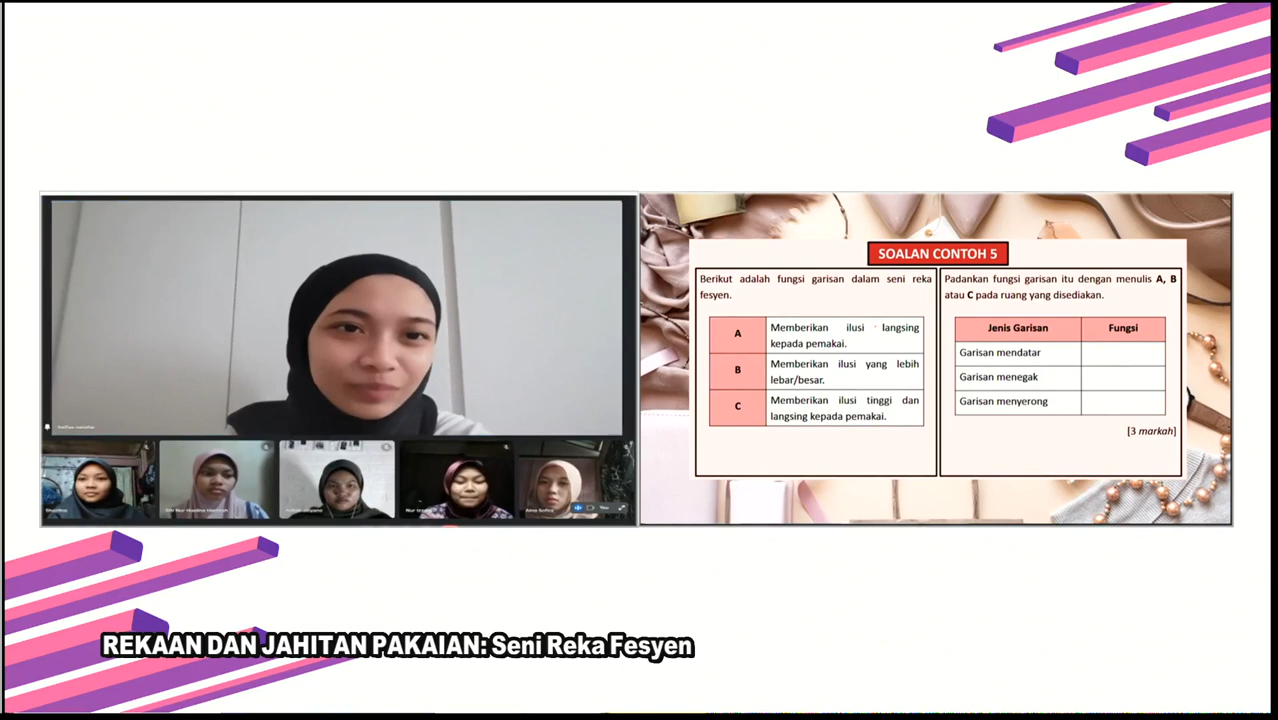 SOALAN CONTOH 5
Berikut adalah fungsi garisan dalam seni reka
fesyen.
A
Memberikan ilusi langsing
kepada pemakai.
B
Memberikan ilusi yang lebih
lebar/besar.
C
Memberikan ilusi tinggi dan
langsing kepada pemakai.
Padankan fungsi garisan itu dengan menulis A, B
atau C pada ruang yang disediakan.
Jenis Garisan
Fungsi
Garisan mendatar
Garisan menegak
Garisan menyerong
[3 markah]
You
REKAAN DAN JAHITAN PAKAIAN: Seni Reka Fesyen